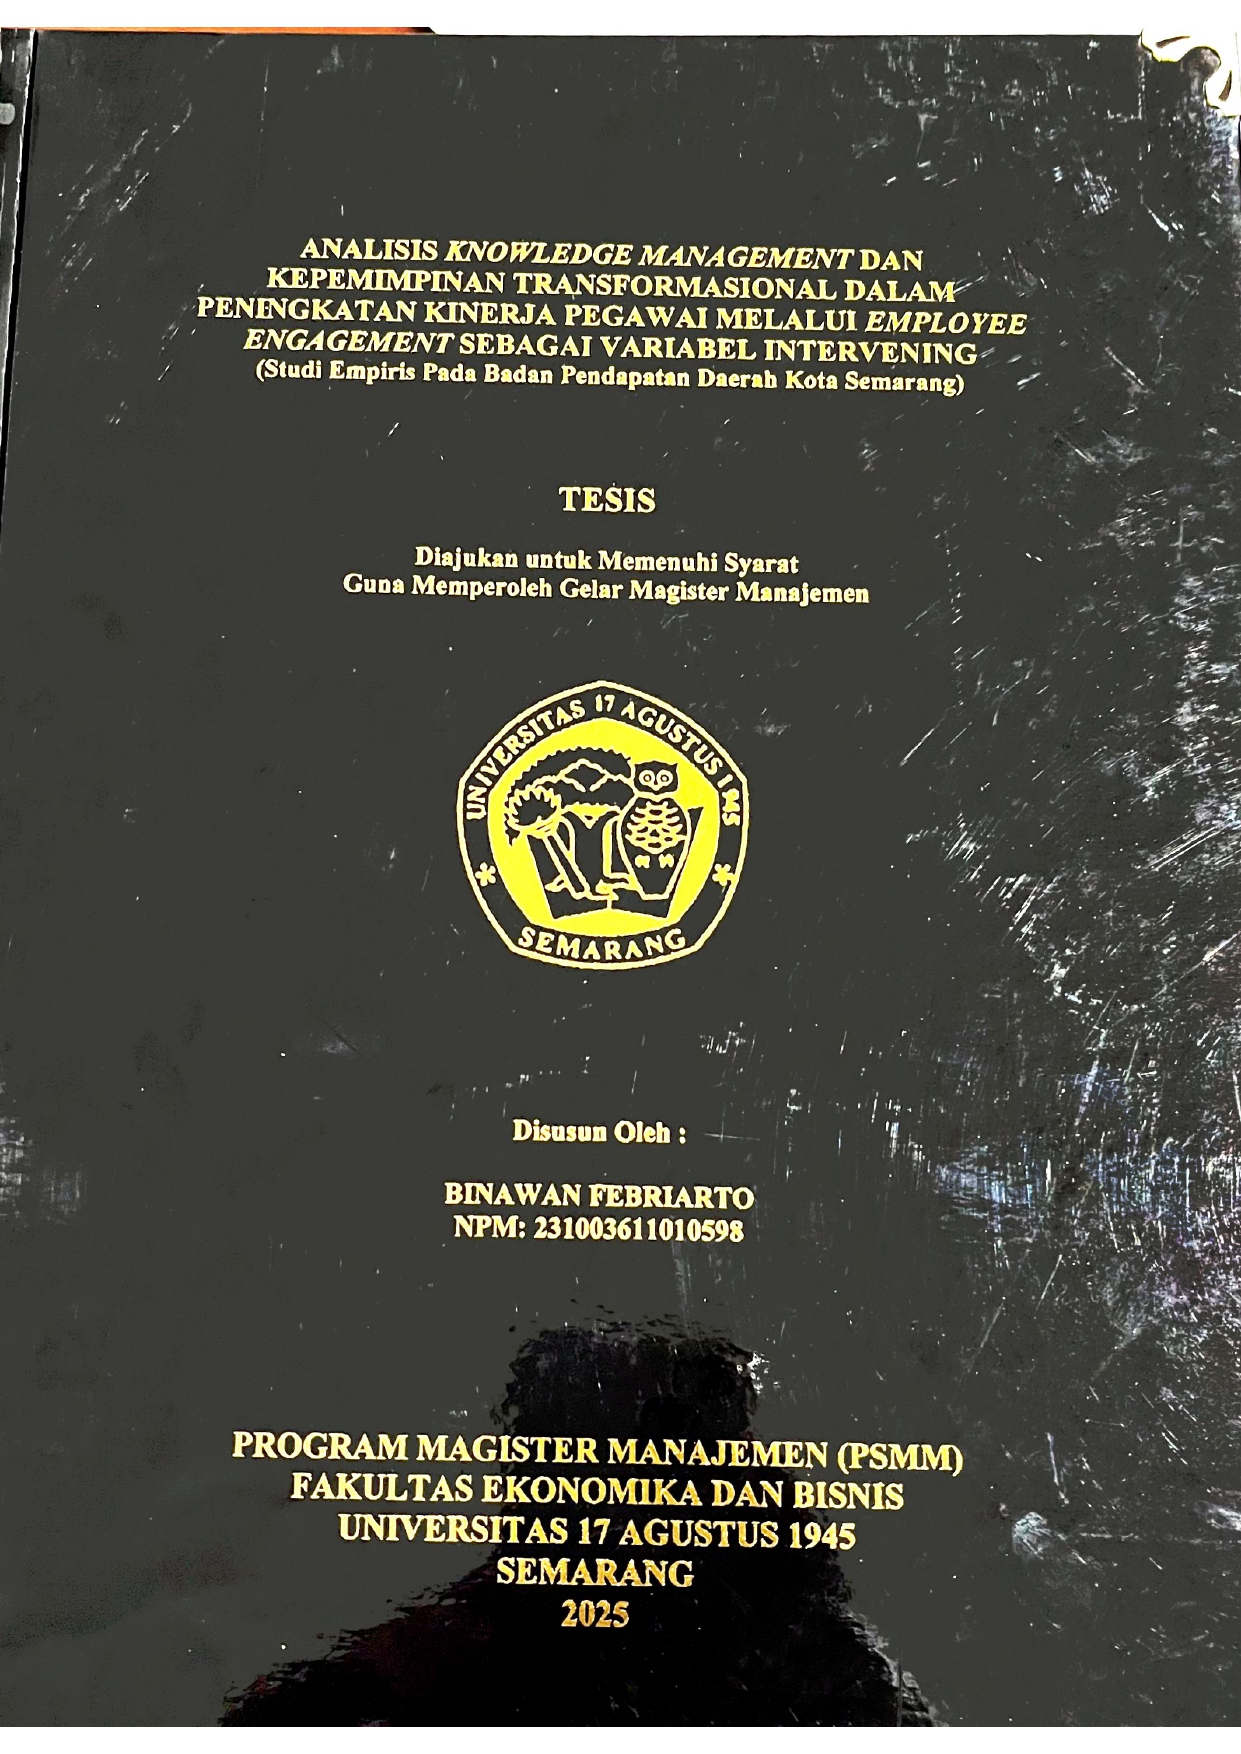 ANALISIS KNOWLEDGE MANAGEMENT DAN
KEPEMIMPINAN TRANSFORMASIONAL DALAM
PENINGKATAN KINERJA PEGAWAI MELALUI EMPLOYEE
ENGAGEMENT SEBAGAI VARIABEL INTERVENING
(Studi Empiris Pada Badan Pendapatan Daerah Kota Semarang)
TESIS
Diajukan untuk Memenuhi Syarat
Guna Memperoleh Gelar Magister Manajemen
UNIVERSITAS 17 AGUSTUS 1945
SEMARANG
Disusun Oleh :
BINAWAN FEBRIARTO
NPM: 231003611010598
PROGRAM MAGISTER MANAJEMEN (PSMM)
FAKULTAS EKONOMIKA DAN BISNIS
UNIVERSITAS 17 AGUSTUS 1945
SEMARANG
2025